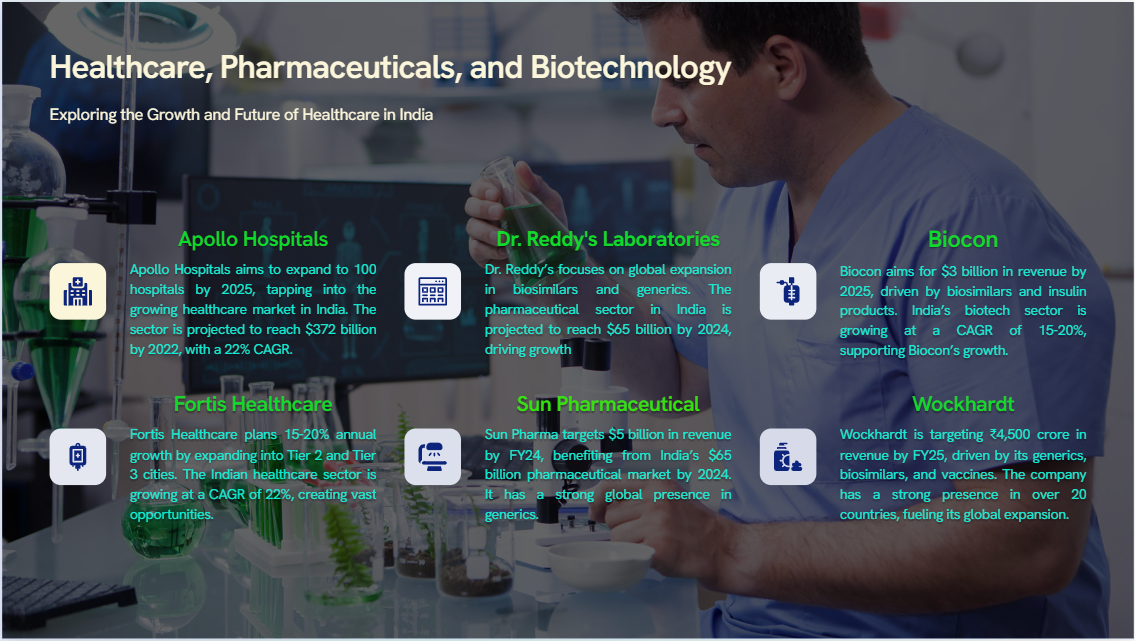 Healthcare, Pharmaceuticals, and Biotechnology
Exploring the Growth and Future of Healthcare in India
Apollo Hospitals
Apollo Hospitals aims to expand to 100
hospitals by 2025, tapping into the
growing healthcare market in India. The
sector is projected to reach $372 billion
by 2022, with a 22% CAGR.
Dr. Reddy's Laboratories
Dr. Reddy’s focuses on global expansion
in biosimilars and generics. The
pharmaceutical sector in India is
projected to reach $65 billion by 2024,
driving growth
Biocon
Biocon aims for $3 billion in revenue by
2025, driven by biosimilars and insulin
products. India’s biotech sector is
growing at a CAGR of 15-20%,
supporting Biocon’s growth.
Fortis Healthcare
Fortis Healthcare plans 15-20% annual
growth by expanding into Tier 2 and Tier
3 cities. The Indian healthcare sector is
growing at a CAGR of 22%, creating vast
opportunities.
Sun Pharmaceutical
Sun Pharma targets $5 billion in revenue
by FY24, benefiting from India’s $65
billion pharmaceutical market by 2024.
It has a strong global presence in
generics.
Wockhardt
Wockhardt is targeting ₹4,500 crore in
revenue by FY25, driven by its generics,
biosimilars, and vaccines. The company
has a strong presence in over 20
countries, fueling its global expansion.